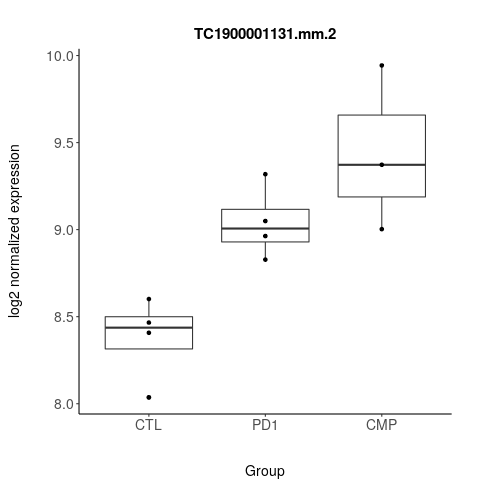 TC1900001131.mm.2
log2 normalized expression
10.0
9.5
9.0
8.5
8.0
CTL PD1 CMP
Group